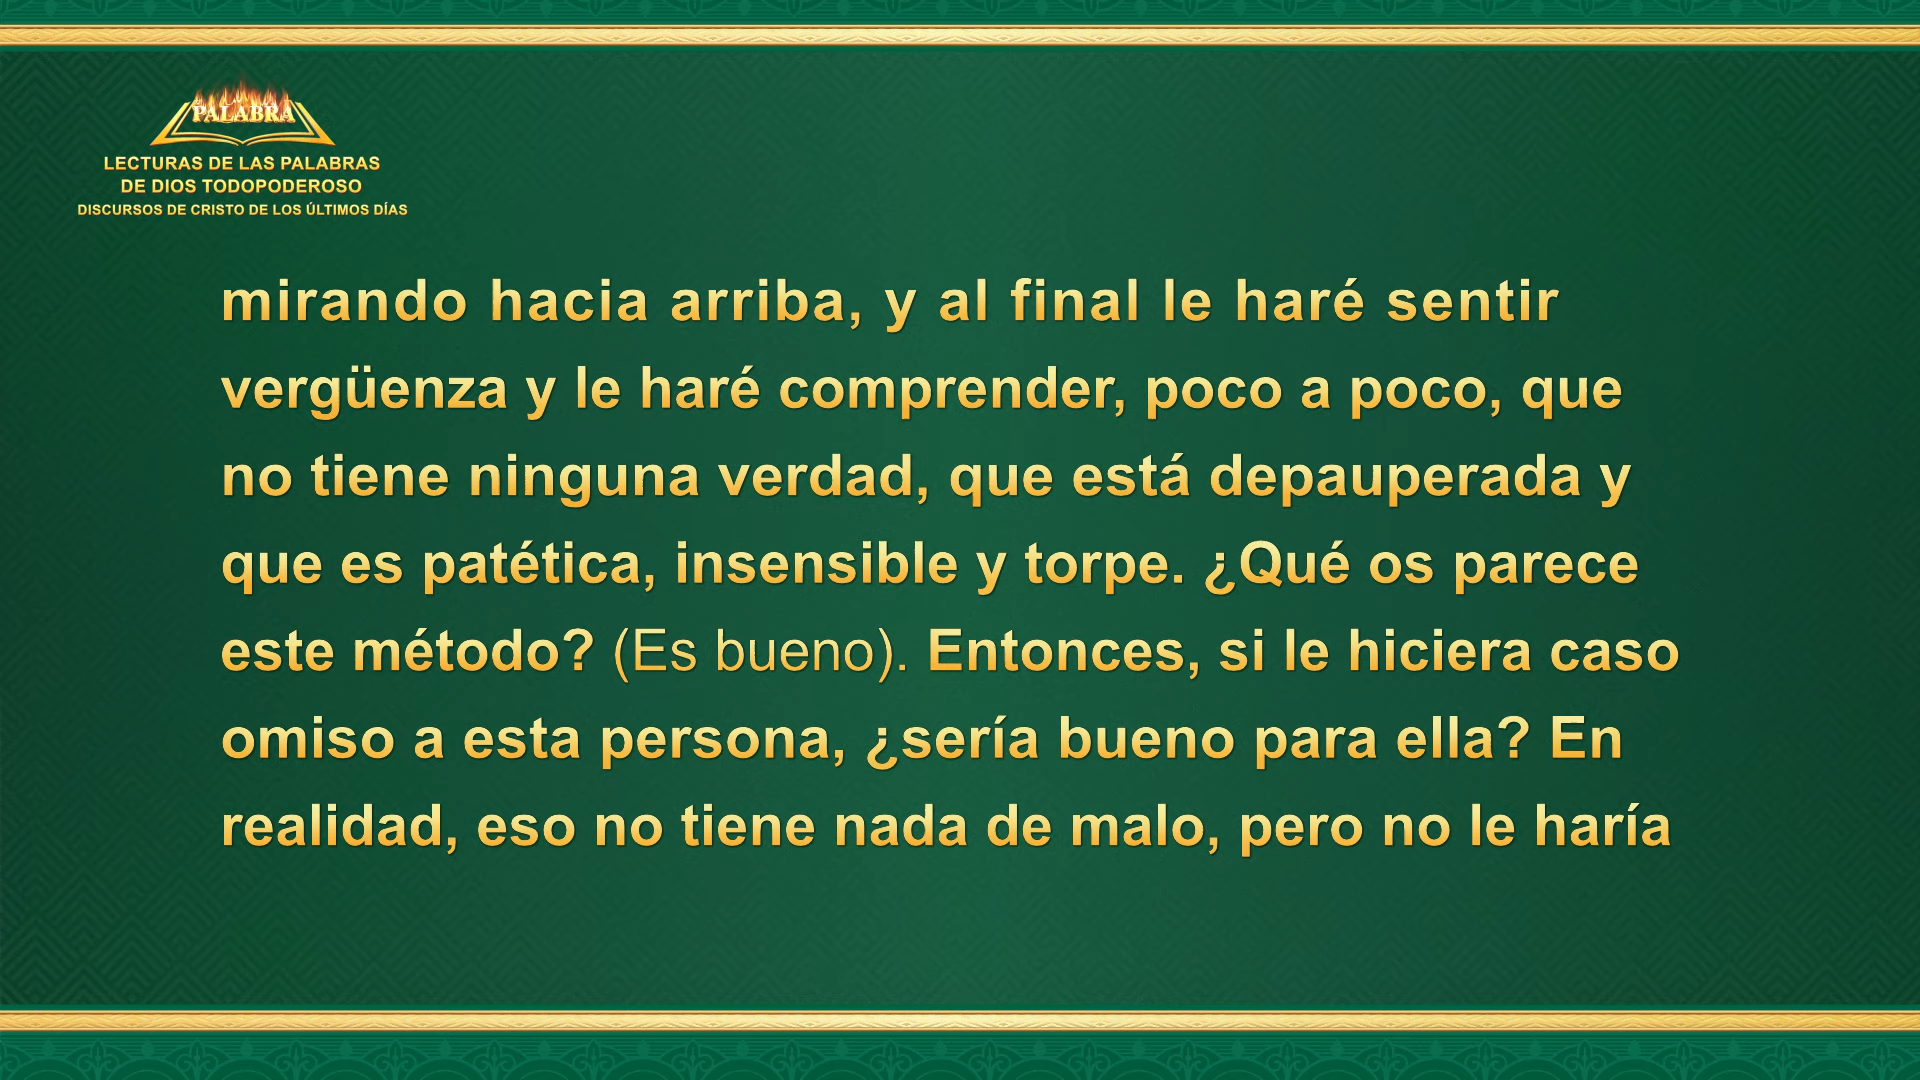 PALABRA
LECTURAS DE LAS PALABRAS
DE DIOS TODOPODEROSO
DISCURSOS DE CRISTO DE LOS ÚLTIMOS DÍAS
mirando hacia arriba, y al final le haré sentir
vergüenza y le haré comprender, poco a poco, que
no tiene ninguna verdad, que está depauperada y
que es patética, insensible y torpe. ¿Qué os parece
este método? (Es bueno). Entonces, si le hiciera caso
omiso a esta persona, ¿sería bueno para ella? En
realidad, eso no tiene nada de malo, pero no le haría